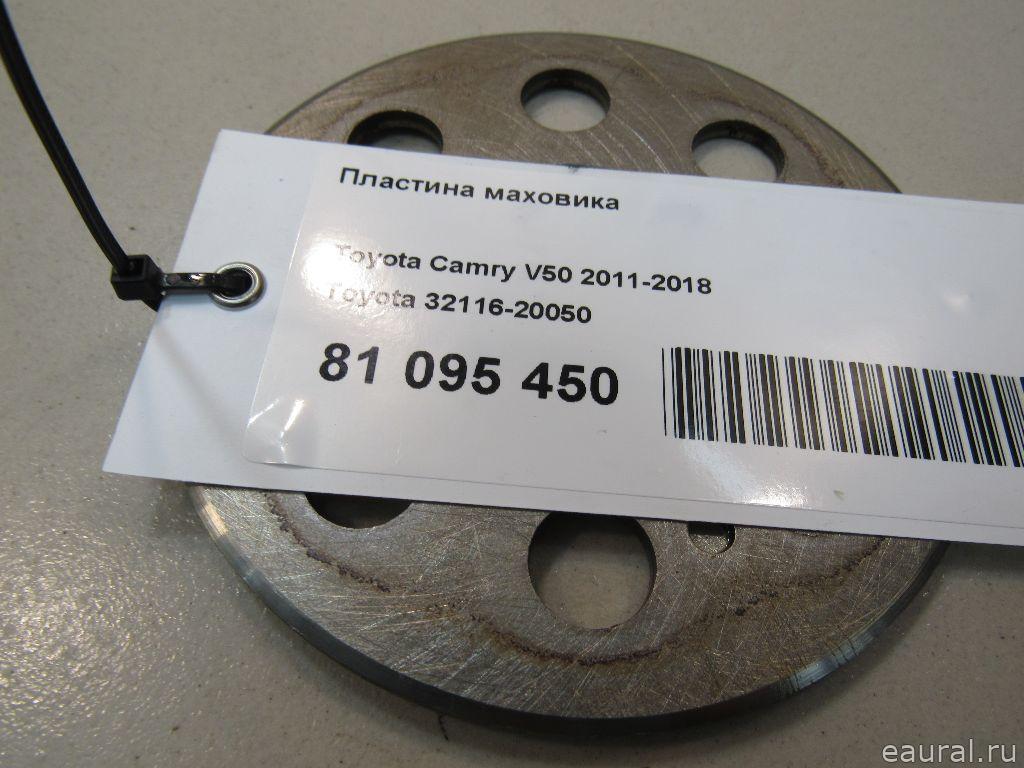 Пластина маховика
Toyota Camry V50 2011-2018
Toyota 32116-20050
81 095 450
eaural.ru